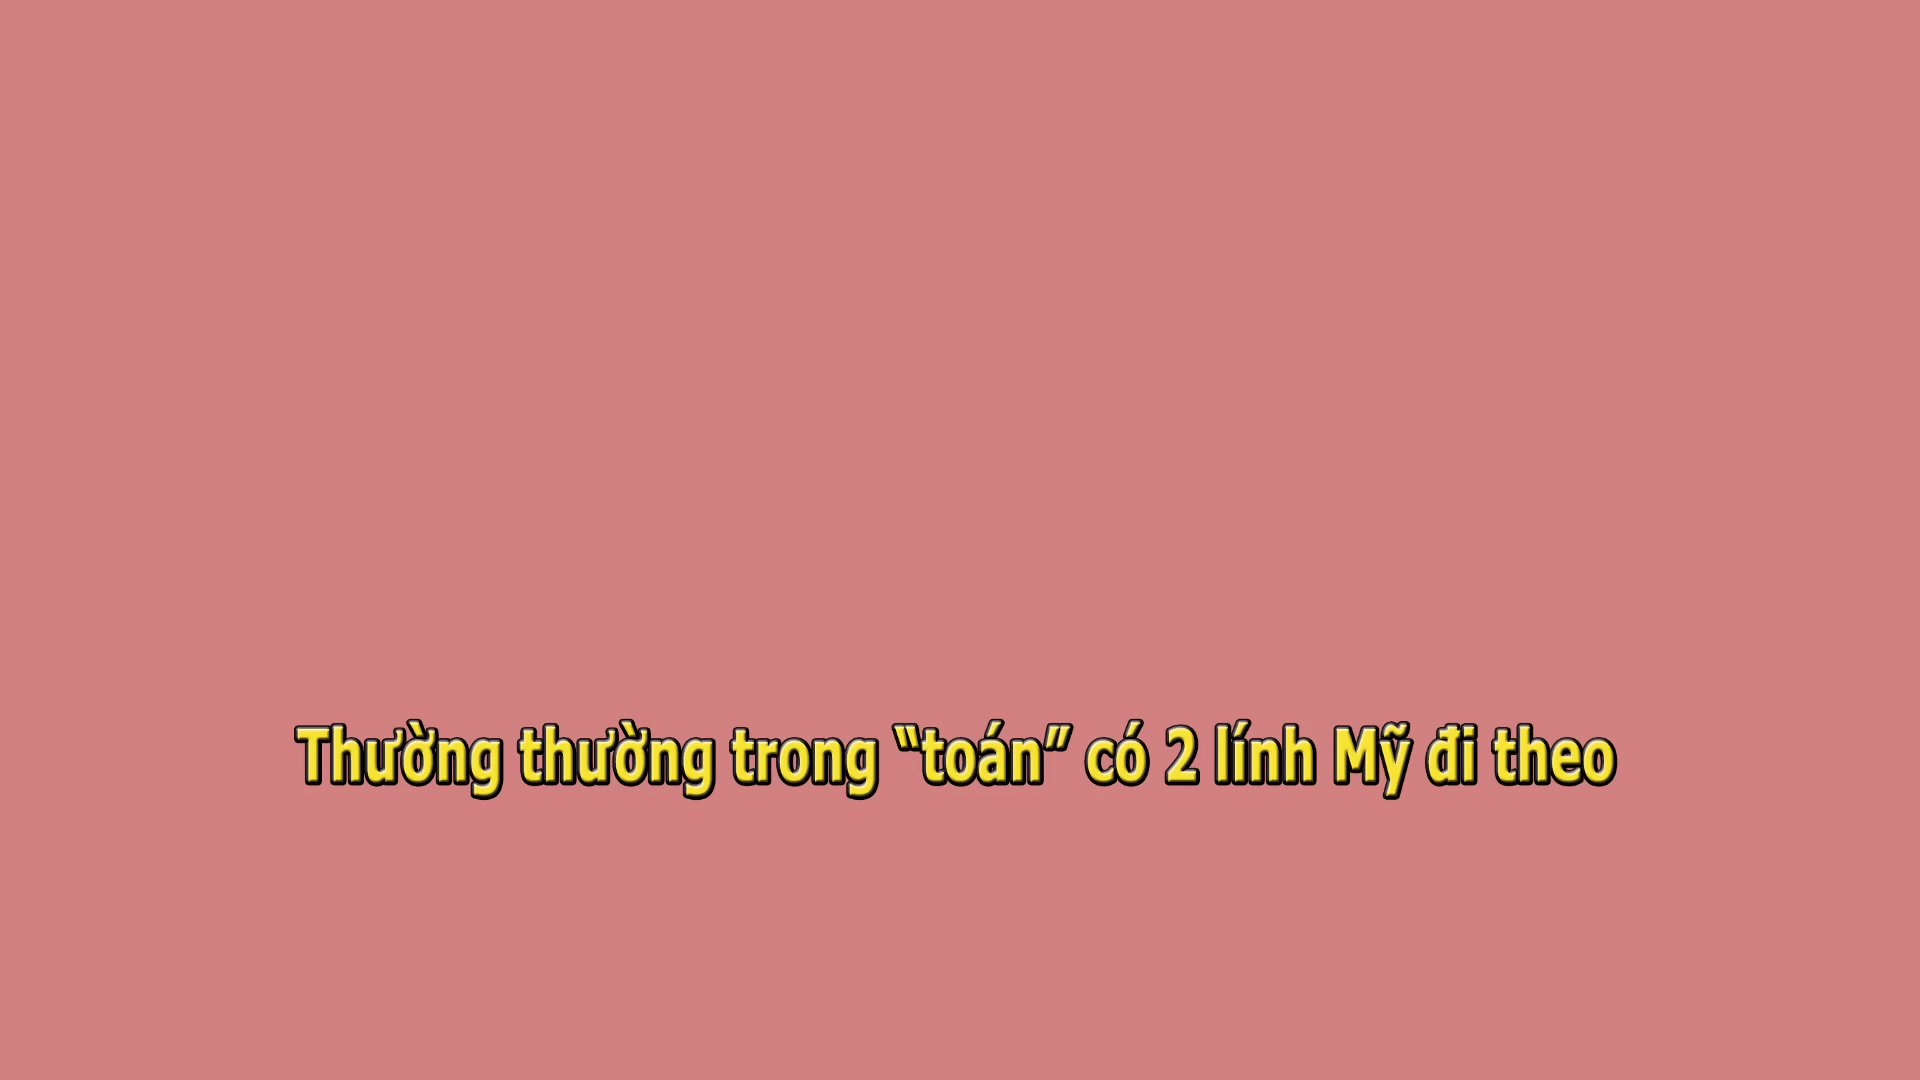 Thường thường trong “toán” có 2 lính Mỹ đi theo